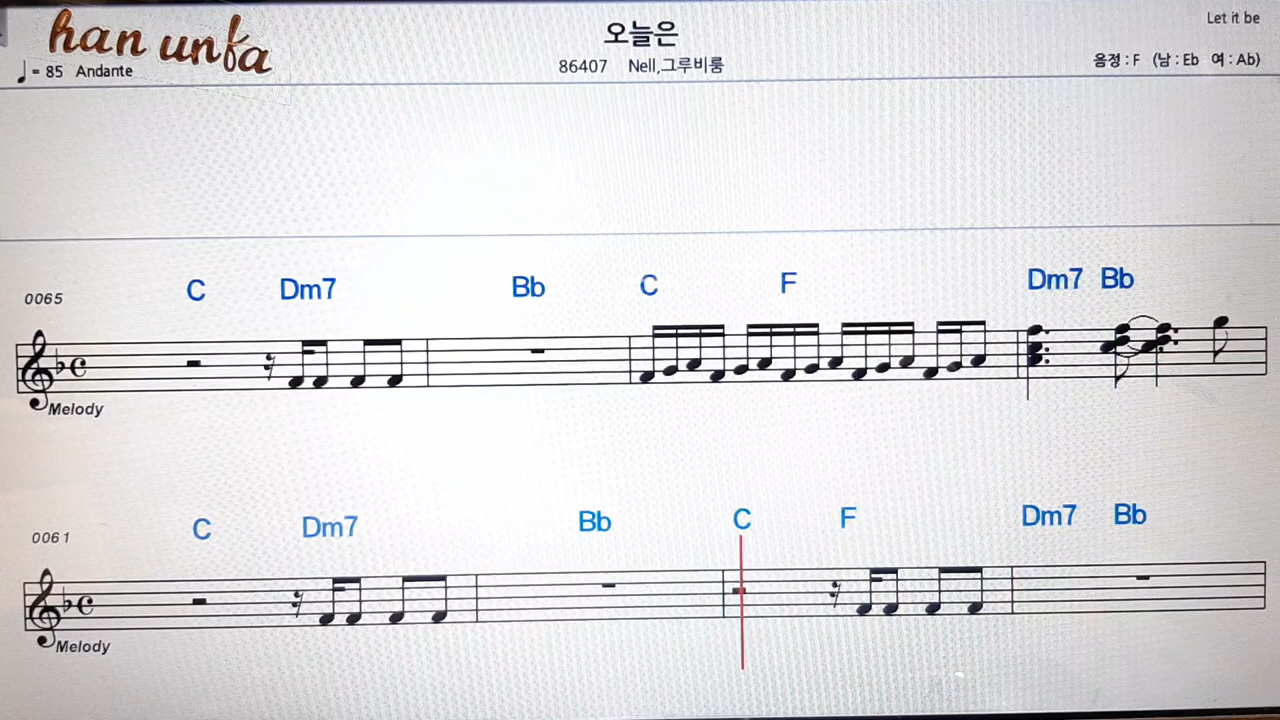 han unfa
오늘은
Let it be
♩= 85 Andante
86407 Nell,그루비룸
음정 : F (남 : Eb 여 : Ab)
0065
C Dm7 Bb C F Dm7 Bb
Melody
0061
C Dm7 Bb C F Dm7 Bb
Melody